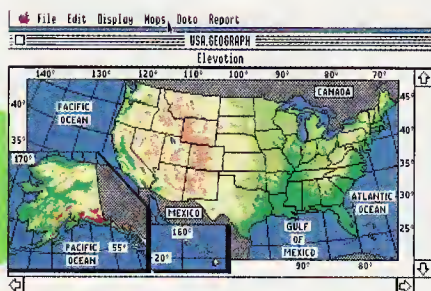 File Edit Display Maps Data Report
USA.GEOGRAPH
Elevation
140° 130° 120° 110° 100° 90° 80° 70°
CANADA
45°
40°
PACIFIC
OCEAN
40°
35°
35°
170°
30°
ATLANTIC
OCEAN
MEXICO
160°
GULF
OF
MEXICO
25°
PACIFIC
OCEAN
55°
20°
90° 80°